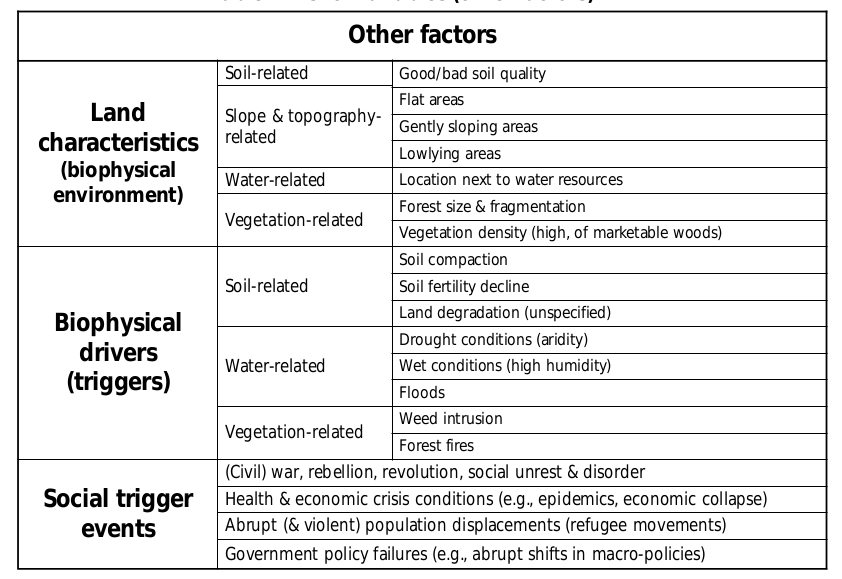 Other factors
Land
characteristics
(biophysical
environment)
Soil-related
Good/bad soil quality
Slope & topography-
related
Flat areas
Gently sloping areas
Lowlying areas
Water-related
Location next to water resources
Vegetation-related
Forest size & fragmentation
Vegetation density (high, of marketable woods)
Biophysical
drivers
(triggers)
Soil-related
Soil compaction
Soil fertility decline
Land degradation (unspecified)
Water-related
Drought conditions (aridity)
Wet conditions (high humidity)
Floods
Vegetation-related
Weed intrusion
Forest fires
Social trigger
events
(Civil) war, rebellion, revolution, social unrest & disorder
Health & economic crisis conditions (e.g., epidemics, economic collapse)
Abrupt (& violent) population displacements (refugee movements)
Government policy failures (e.g., abrupt shifts in macro-policies)